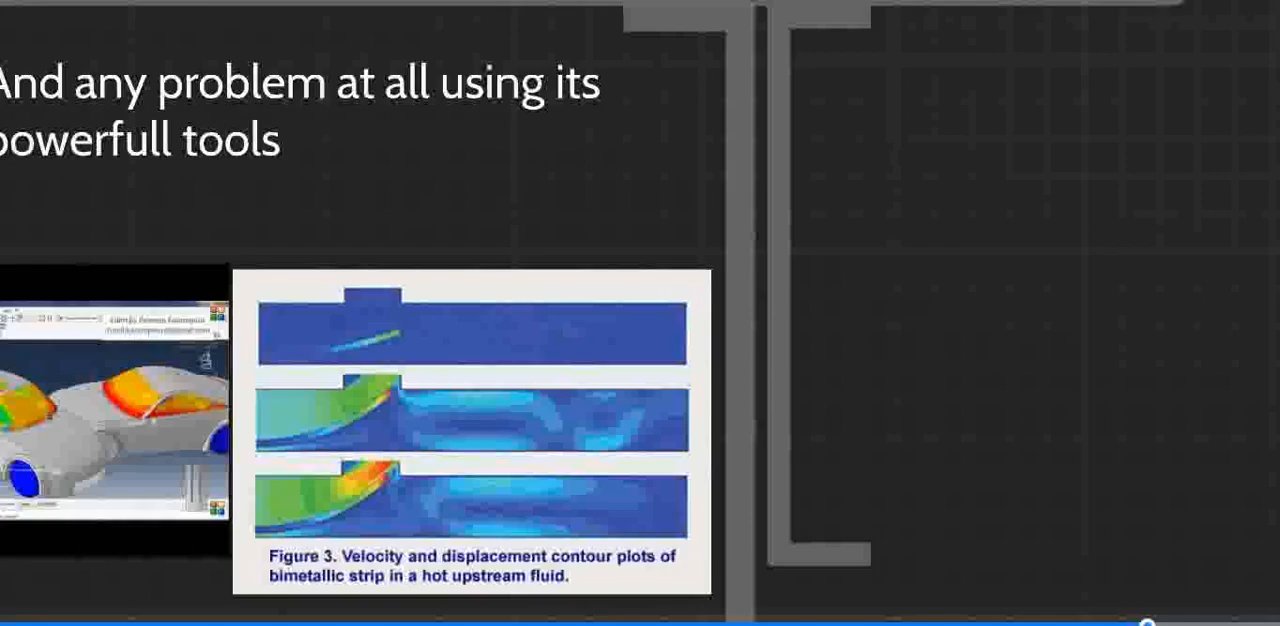 And any problem at all using its
powerfull tools
Figure 3. Velocity and displacement contour plots of
bimetallic strip in a hot upstream fluid.